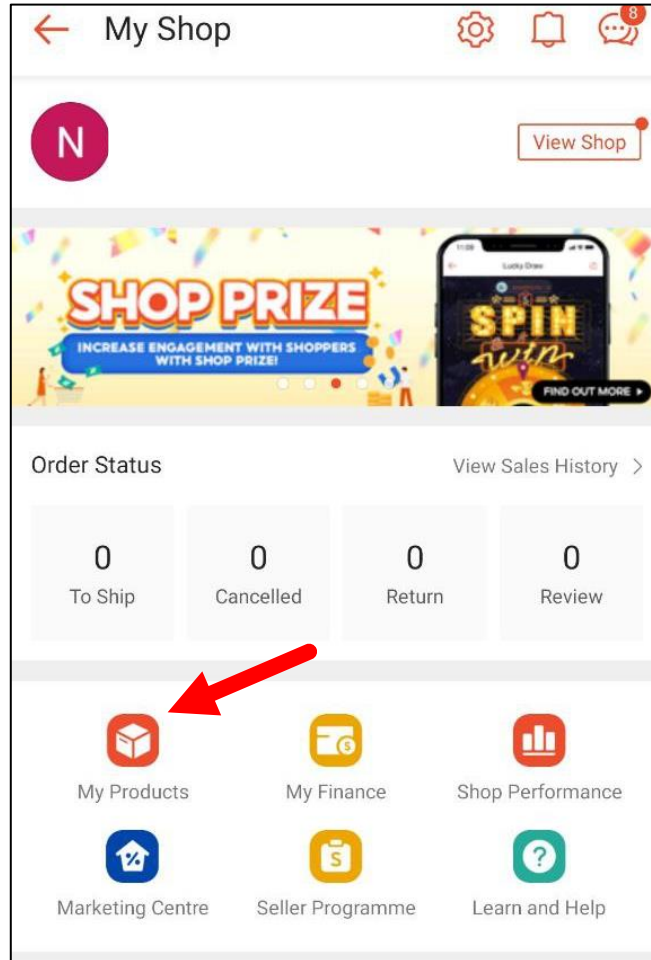 My Shop
8
N
View Shop
SHOP PRIZE
INCREASE ENGAGEMENT WITH SHOPPERS
WITH SHOP PRIZE!
11:09
Lucky Draw
SPIN
Win
FIND OUT MORE
Order Status
View Sales History
0
0
0
0
To Ship
Cancelled
Return
Review
My Products
My Finance
Shop Performance
Marketing Centre
Seller Programme
Learn and Help